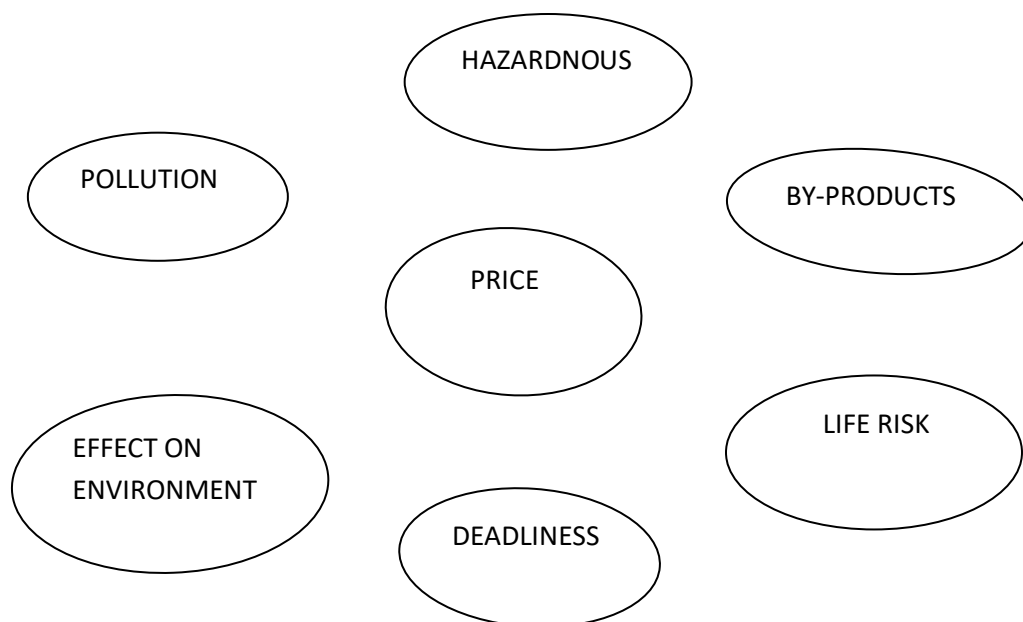 HAZARDNOUS
POLLUTION
BY-PRODUCTS
PRICE
LIFE RISK
EFFECT ON
ENVIRONMENT
DEADLINESS